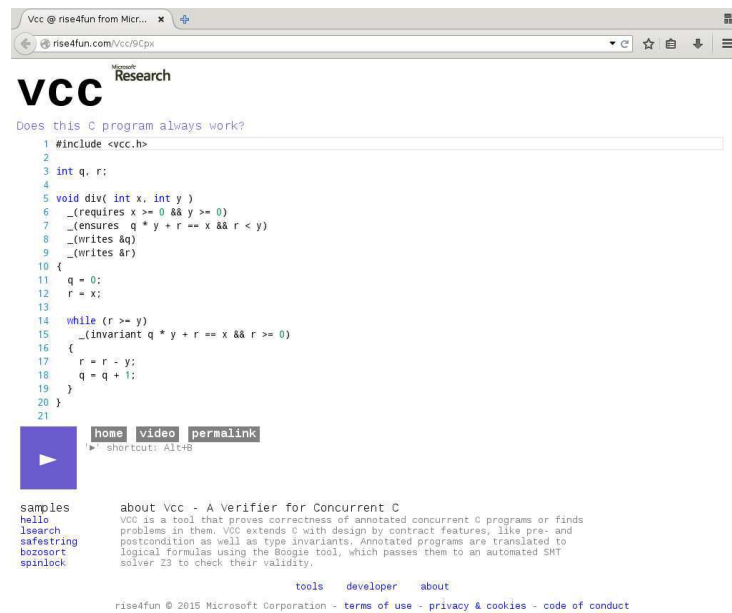 Vcc @ rise4fun from Micr...
rise4fun.com/Vcc/9Cpx
vcc
Microsoft
Research
Does this C program always work?
1 #include <vcc.h>
2
3 int q, r;
4
5 void div( int x, int y )
6 _(requires x >= 0 && y >= 0)
7 _(ensures q * y + r == x && r < y)
8 _(writes &q)
9 _(writes &r)
10 {
11 q = 0;
12 r = x;
13
14 while (r >= y)
15 _(invariant q * y + r == x && r >= 0)
16 {
17 r = r - y;
18 q = q + 1;
19 }
20 }
21
home video permalink
'►' shortcut: Alt+B
samples
hello
lsearch
safestring
bozosort
spinlock
about Vcc - A Verifier for Concurrent C
VCC is a tool that proves correctness of annotated concurrent C programs or finds
problems in them. VCC extends C with design by contract features, like pre- and
postcondition as well as type invariants. Annotated programs are translated to
logical formulas using the Boogie tool, which passes them to an automated SMT
solver Z3 to check their validity.
tools developer about
rise4fun © 2015 Microsoft Corporation - terms of use - privacy & cookies - code of conduct